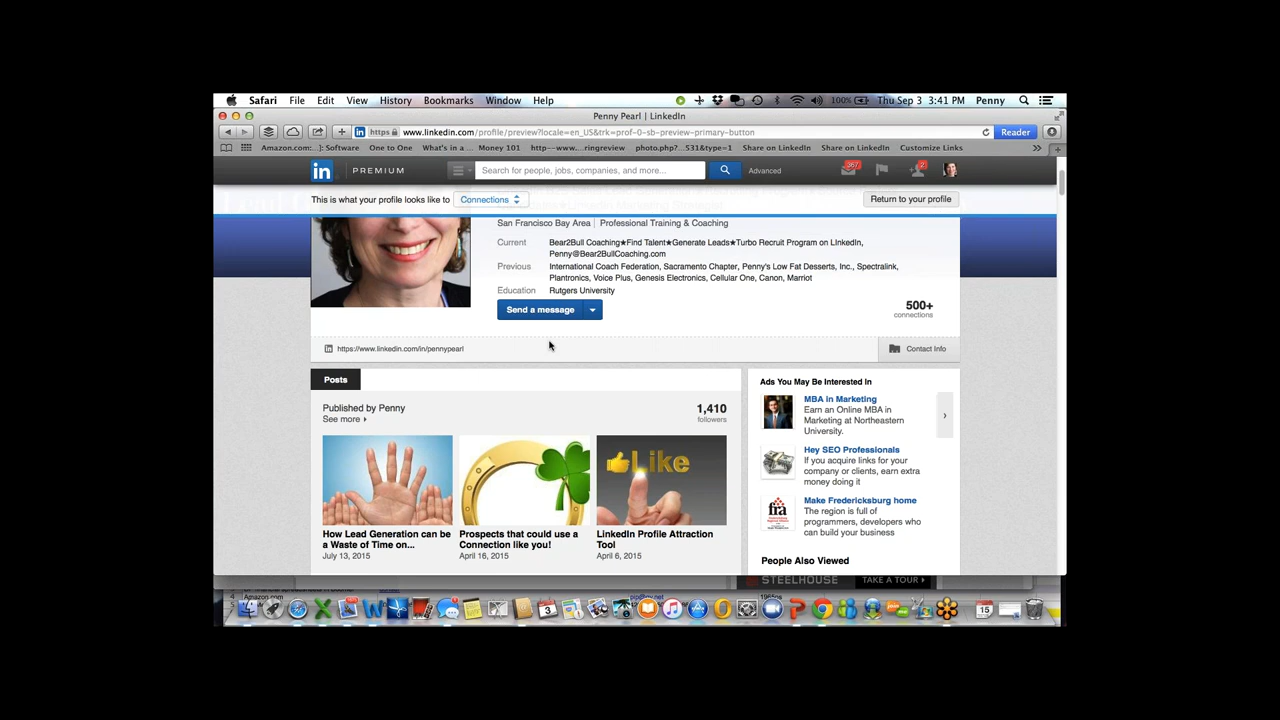 Safari File Edit View History Bookmarks Window Help 100% Thu Sep 3 3:41 PM Penny
Penny Pearl | LinkedIn
https www.linkedin.com/profile/preview?locale=en_US&trk=prof-0-sb-preview-primary-button Reader
Amazon.com:...]: Software One to One What's in a ... Money 101 http--www....ringreview photo.php?...531&type=1 Share on LinkedIn Share on LinkedIn Customize Links
in PREMIUM Search for people, jobs, companies, and more... Advanced 367 2
This is what your profile looks like to Connections Return to your profile
San Francisco Bay Area | Professional Training & Coaching
Current Bear2Bull Coaching★Find Talent★Generate Leads★Turbo Recruit Program on LInkedIn,
Penny@Bear2BullCoaching.com
Previous International Coach Federation, Sacramento Chapter, Penny's Low Fat Desserts, Inc., Spectralink,
Plantronics, Voice Plus, Genesis Electronics, Cellular One, Canon, Marriot
Education Rutgers University
Send a message
500+
connections
https://www.linkedin.com/in/pennypearl Contact Info
Posts
Published by Penny
See more
1,410
followers
Like
How Lead Generation can be
a Waste of Time on...
July 13, 2015
Prospects that could use a
Connection like you!
April 16, 2015
LinkedIn Profile Attraction
Tool
April 6, 2015
Ads You May Be Interested In
MBA in Marketing
Earn an Online MBA in
Marketing at Northeastern
University.
Hey SEO Professionals
If you acquire links for your
company or clients, earn extra
money doing it
fra
Make Fredericksburg home
The region is full of
programmers, developers who
can build your business
People Also Viewed
STEELHOUSE TAKE A TOUR
Amazon.com
3
15